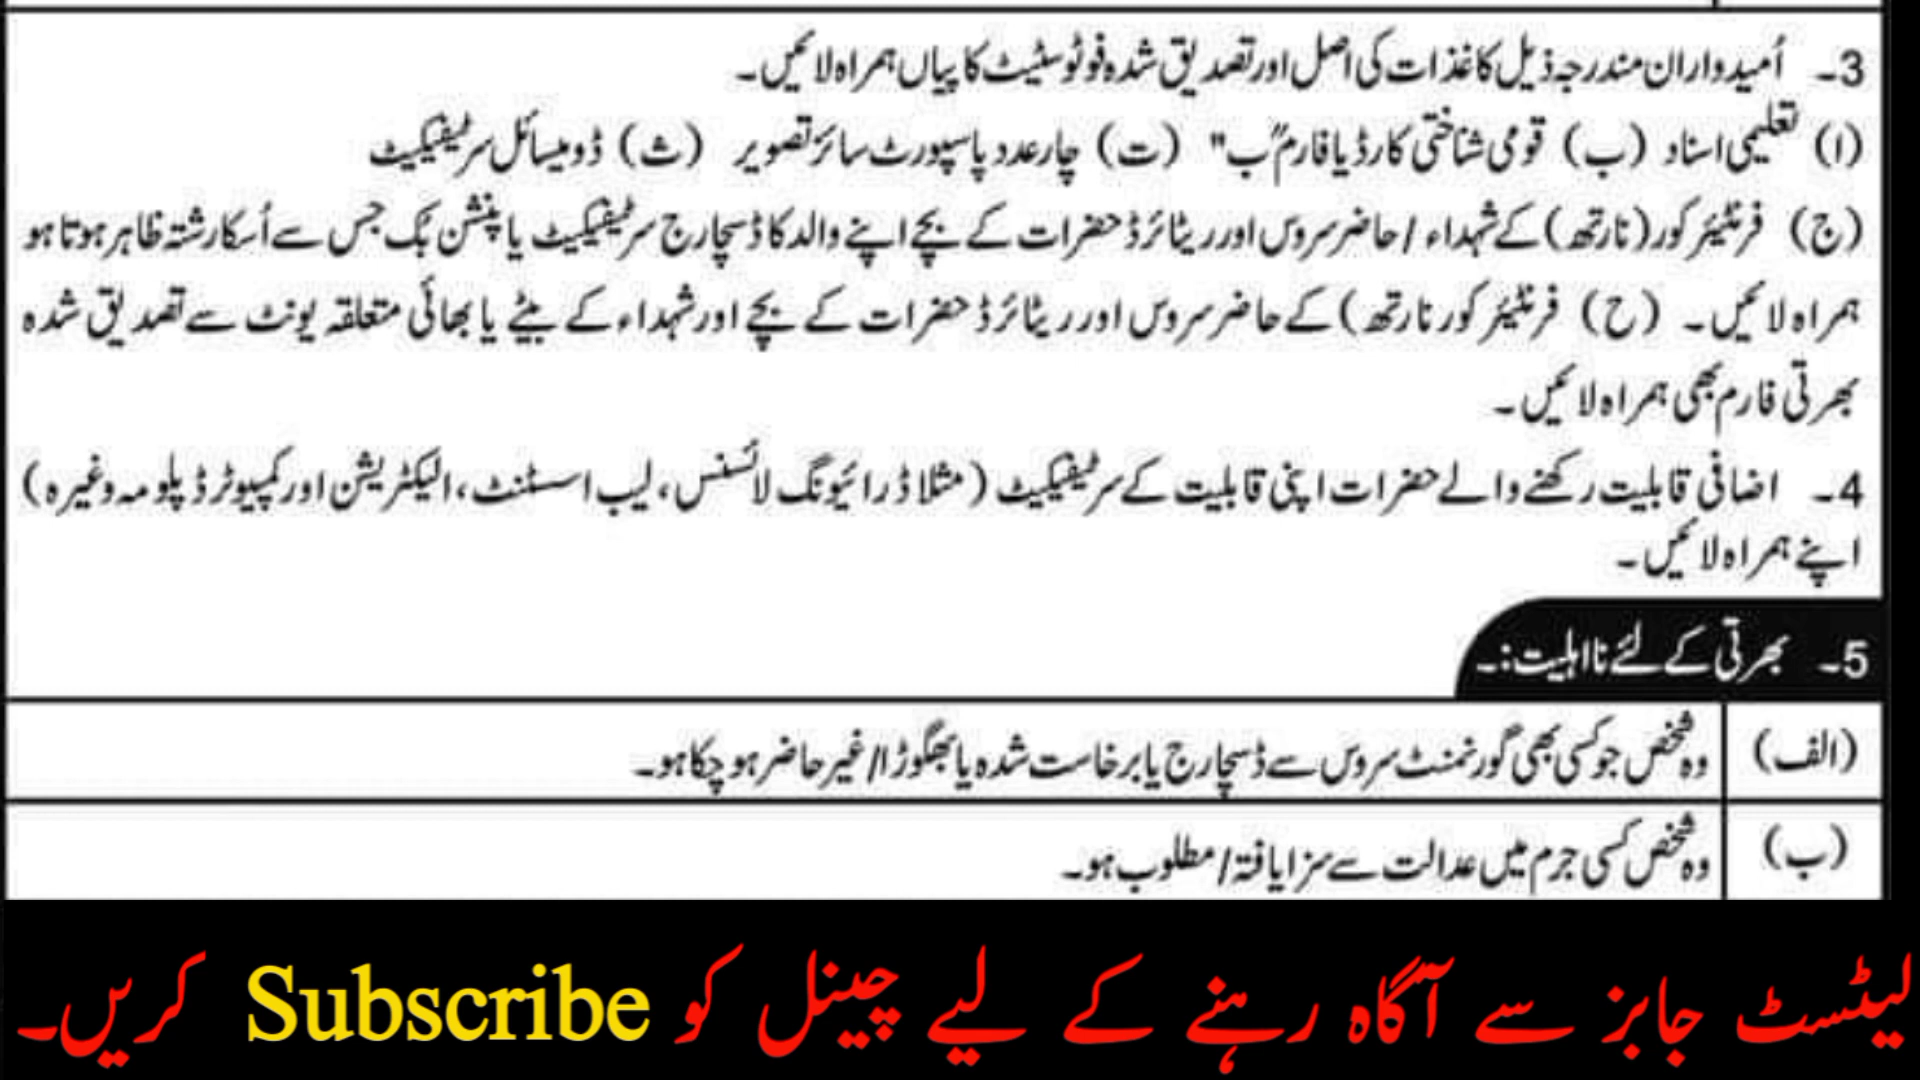 3۔ اُمیدواران مندرجہ ذیل کاغذات کی اصل اور تصدیق شدہ فوٹوسٹیٹ کاپیاں ہمراہ لائیں۔
(ا) تعلیمی اسناد (ب) قومی شناختی کارڈ یا فارم "ب" (ت) چار عدد پاسپورٹ سائز تصویر (ث) ڈومیسائل سرٹیفیکیٹ
(ج) فرنٹیئر کور (نارتھ) کے شہداء / حاضر سروس اور ریٹائرڈ حضرات کے بچے اپنے والد کا ڈسچارج سرٹیفیکیٹ یا پنشن بُک جس سے اُسکا رشتہ ظاہر ہوتا ہو
ہمراہ لائیں۔ (ح) فرنٹیئر کور نارتھ) کے حاضر سروس اور ریٹائرڈ حضرات کے بچے اور شہداء کے بیٹے یا بھائی متعلقہ یونٹ سے تصدیق شدہ
بھرتی فارم بھی ہمراہ لائیں۔
4۔ اضافی قابلیت رکھنے والے حضرات اپنی قابلیت کے سرٹیفیکیٹ (مثلا ڈرائیونگ لائسنس، لیب اسسٹنٹ، الیکٹریشن اور کمپیوٹر ڈپلومہ وغیرہ)
اپنے ہمراہ لائیں۔
5۔ بھرتی کے لئے نااہلیت:۔
(الف) وہ شخص جو کسی بھی گورنمنٹ سروس سے ڈسچارج یا برخاست شدہ یا بھگوڑا/ غیر حاضر ہو چکا ہو۔
(ب) وہ شخص کسی جرم میں عدالت سے سزا یافتہ/ مطلوب ہو۔
لیٹسٹ جابز سے آگاہ رہنے کے لیے چینل کو Subscribe کریں۔